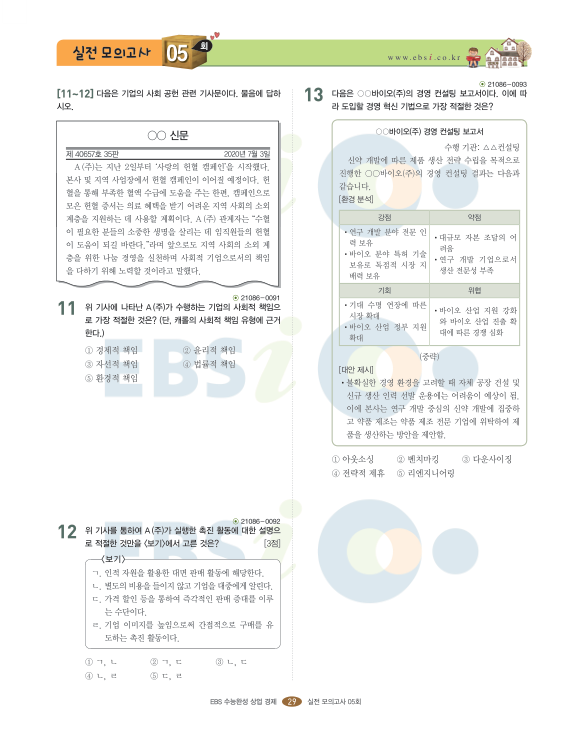 실전 모의고사 05 회
www.ebsi.co.kr
[11~12] 다음은 기업의 사회 공헌 관련 기사문이다. 물음에 답하
시오.
○○ 신문
제 40657호 35판 2020년 7월 3일
A (주)는 지난 2일부터 '사랑의 헌혈 캠페인'을 시작했다.
본사 및 지역 사업장에서 헌혈 캠페인이 이어질 예정이다. 헌
혈을 통해 부족한 혈액 수급에 도움을 주는 한편, 캠페인으로
모은 헌혈 증서는 의료 혜택을 받기 어려운 지역 사회의 소외
계층을 지원하는 데 사용할 계획이다. A (주) 관계자는 "수혈
이 필요한 분들의 소중한 생명을 살리는 데 임직원들의 헌혈
이 도움이 되길 바란다."라며 앞으로도 지역 사회의 소외 계
층을 위한 나눔 경영을 실천하며 사회적 기업으로서의 책임
을 다하기 위해 노력할 것이라고 말했다.
21086-0091
11 위 기사에 나타난 A (주)가 수행하는 기업의 사회적 책임으
로 가장 적절한 것은? (단, 캐롤의 사회적 책임 유형에 근거
한다.)
① 경제적 책임 ② 윤리적 책임
③ 자선적 책임 ④ 법률적 책임
⑤ 환경적 책임
21086-0092
12 위 기사를 통하여 A (주)가 실행한 촉진 활동에 대한 설명으
로 적절한 것만을 <보기>에서 고른 것은? [3점]
<보기>
ㄱ. 인적 자원을 활용한 대면 판매 활동에 해당한다.
ㄴ. 별도의 비용을 들이지 않고 기업을 대중에게 알린다.
ㄷ. 가격 할인 등을 통하여 즉각적인 판매 증대를 이루
는 수단이다.
ㄹ. 기업 이미지를 높임으로써 간접적으로 구매를 유
도하는 촉진 활동이다.
① ㄱ, ㄴ ② ㄱ, ㄷ ③ ㄴ, ㄷ
④ ㄴ, ㄹ ⑤ ㄷ, ㄹ
21086-0093
13 다음은 ○○바이오(주)의 경영 컨설팅 보고서이다. 이에 따
라 도입할 경영 혁신 기법으로 가장 적절한 것은?
○○바이오(주) 경영 컨설팅 보고서
수행 기관: △△컨설팅
신약 개발에 따른 제품 생산 전략 수립을 목적으로
진행한 ○○바이오(주)의 경영 컨설팅 결과는 다음과
같습니다.
[환경 분석]
강점 약점
• 연구 개발 분야 전문 인
력 보유
• 바이오 분야 특허 기술
보유로 독점적 시장 지
배력 보유
• 대규모 자본 조달의 어
려움
• 연구 개발 기업으로서
생산 전문성 부족
기회 위협
• 기대 수명 연장에 따른
시장 확대
• 바이오 산업 정부 지원
확대
• 바이오 산업 지원 강화
와 바이오 산업 진출 확
대에 따른 경쟁 심화
(중략)
[대안 제시]
• 불확실한 경영 환경을 고려할 때 자체 공장 건설 및
신규 생산 인력 선발 운용에는 어려움이 예상이 됨.
이에 본사는 연구 개발 중심의 신약 개발에 집중하
고 약품 제조는 약품 제조 전문 기업에 위탁하여 제
품을 생산하는 방안을 제안함.
① 아웃소싱 ② 벤치마킹 ③ 다운사이징
④ 전략적 제휴 ⑤ 리엔지니어링
EBSi
EBSi
EBS 수능완성 상업 경제 29 실전 모의고사 05회